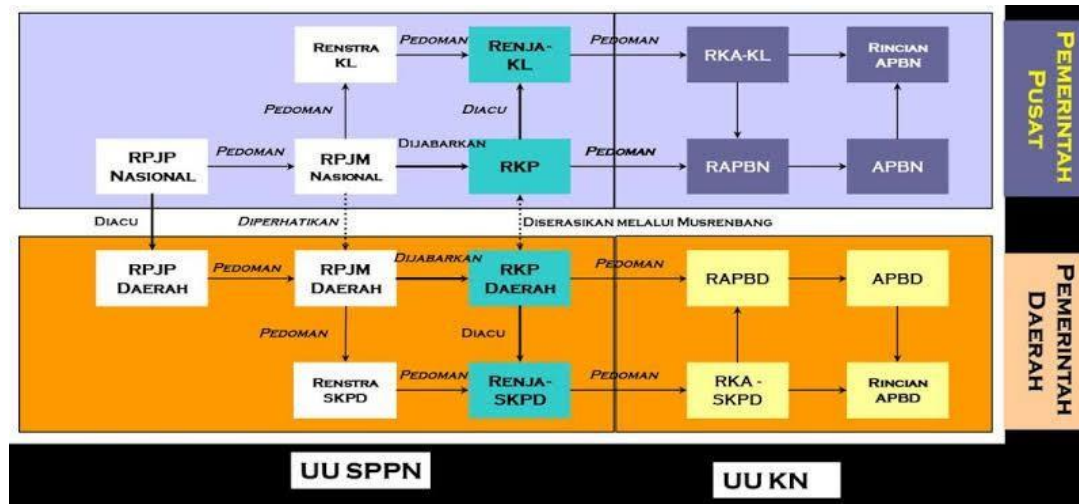 RENSTRA
KL
PEDOMAN
RENJA-
KL
PEDOMAN
RKA-KL
RINCIAN
APBN
PEDOMAN
DIACU
RPJP
NASIONAL
PEDOMAN
RPJM
NASIONAL
DIJABARKAN
RKP
PEDOMAN
RAPBN
APBN
PEMERINTAH
PUSAT
DIACU
DIPERHATIKAN
DISERASIKAN MELALUI MUSRENBANG
RPJP
DAERAH
PEDOMAN
RPJM
DAERAH
DIJABARKAN
RKP
DAERAH
PEDOMAN
RAPBD
APBD
PEDOMAN
DIACU
RENSTRA
SKPD
PEDOMAN
RENJA-
SKPD
PEDOMAN
RKA -
SKPD
RINCIAN
APBD
PEMERINTAH
DAERAH
UU SPPN
UU KN